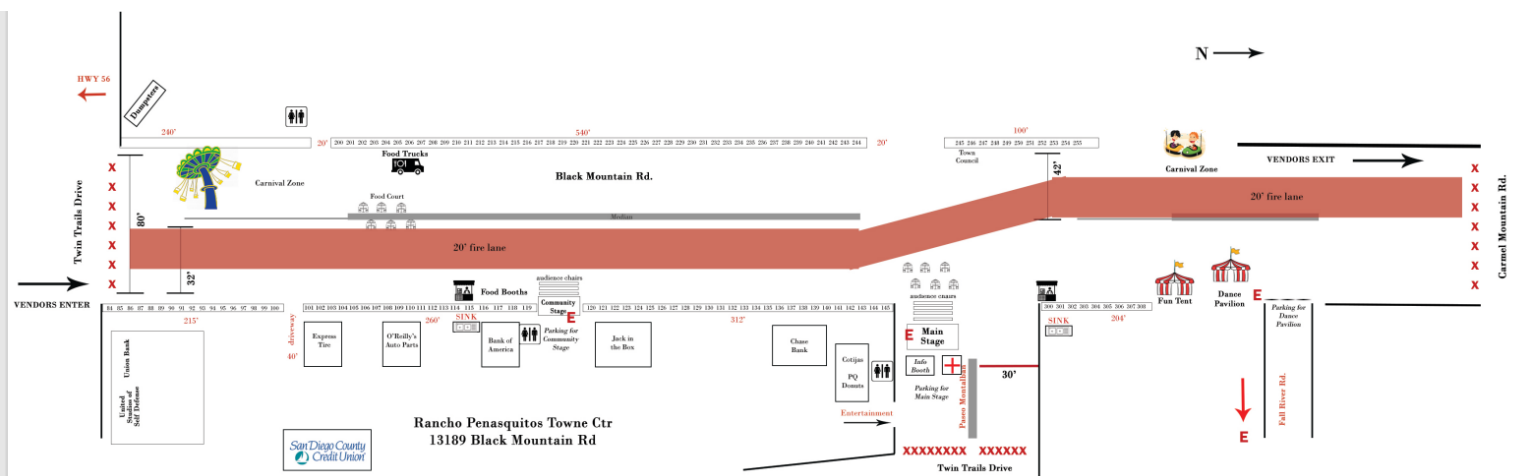 N
HWY 56
Dumpsters
240'
20'
540'
20'
100'
200 201 202 203 204 205 206 207 208 209 210 211 212 213 214 215 216 217 218 219 220 221 222 223 224 225 226 227 228 229 230 231 232 233 234 235 236 237 238 239 240 241 242 243 244
245 246 247 248 249 250 251 252 253 254 255
Food Trucks
Town
Council
VENDORS EXIT
Carnival Zone
Black Mountain Rd.
Carnival Zone
42'
Food Court
Median
20' fire lane
Twin Trails Drive
X
X
X
X
X
X
X
80'
32'
20' fire lane
X
X
X
X
X
X
X
Carmel Mountain Rd.
VENDORS ENTER
Food Booths
audience chairs
audience chairs
Fun Tent
Dance
Pavilion
E
84 85 86 87 88 89 90 91 92 93 94 95 96 97 98 99 100
101 102 103 104 105 106 107 108 109 110 111 112 113 114 115 116 117 118 119
Community
Stage
E
120 121 122 123 124 125 126 127 128 129 130 131 132 133 134 135 136 137 138 139 140 141 142 143 144 145
200 201 302 203 204 205 206 207 208
215'
driveway
40'
260'
SINK
312'
SINK
204'
Parking for
Dance
Pavilion
Express
Tire
O'Reilly's
Auto Parts
Bank of
America
Parking for
Community
Stage
Jack in
the Box
Chase
Bank
E
Main
Stage
Cotijas
PQ
Donuts
Info
Booth
Parking for
Main Stage
Paseo Montalban
30'
Union Bank
United
Studios of
Self Defense
Fall River Rd.
E
Entertainment
Rancho Penasquitos Towne Ctr
13189 Black Mountain Rd
San Diego County
Credit Union
XXXXXXXX XXXXXX
Twin Trails Drive